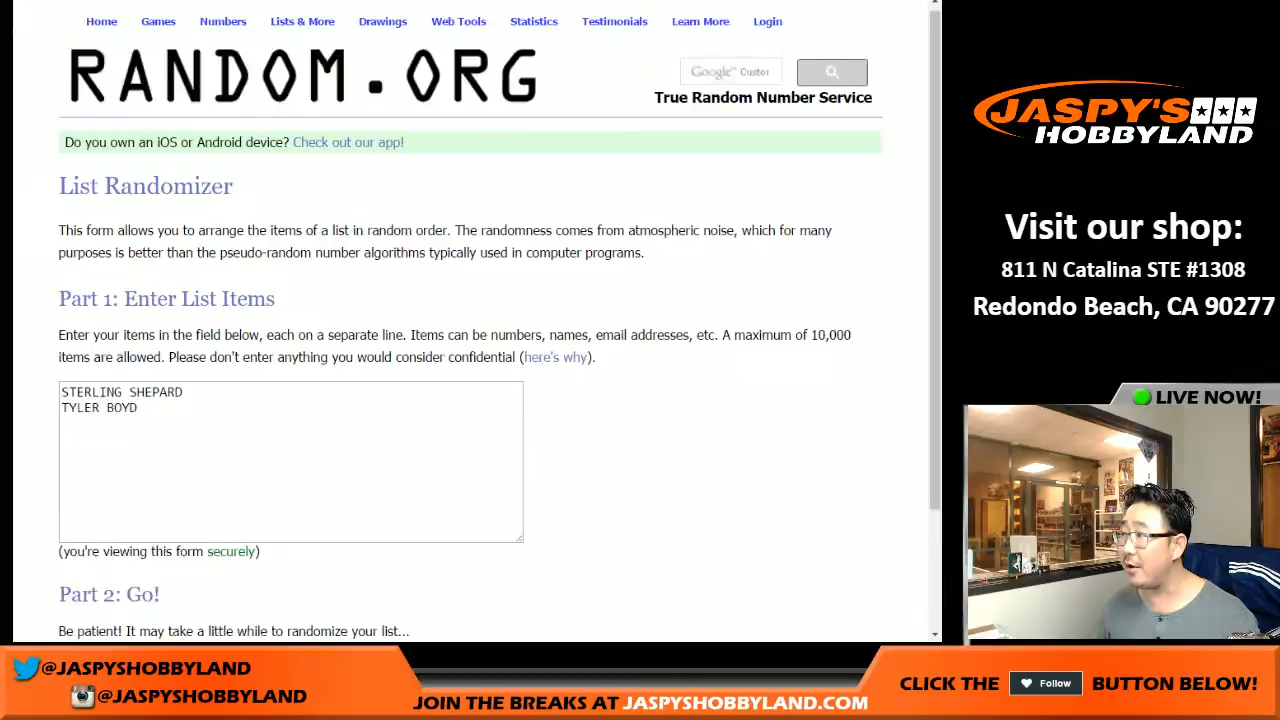 Home Games Numbers Lists & More Drawings Web Tools Statistics Testimonials Learn More Login
RANDOM.ORG
Google™ Custor
True Random Number Service
Do you own an iOS or Android device? Check out our app!
List Randomizer
This form allows you to arrange the items of a list in random order. The randomness comes from atmospheric noise, which for many
purposes is better than the pseudo-random number algorithms typically used in computer programs.
Part 1: Enter List Items
Enter your items in the field below, each on a separate line. Items can be numbers, names, email addresses, etc. A maximum of 10,000
items are allowed. Please don't enter anything you would consider confidential (here's why).
STERLING SHEPARD
TYLER BOYD
(you're viewing this form securely)
Part 2: Go!
Be patient! It may take a little while to randomize your list...
JASPY'S
HOBBYLAND
Visit our shop:
811 N Catalina STE #1308
Redondo Beach, CA 90277
LIVE NOW!
@JASPYSHOBBYLAND
@JASPYSHOBBYLAND
JOIN THE BREAKS AT JASPYSHOBBYLAND.COM
CLICK THE Follow BUTTON BELOW!